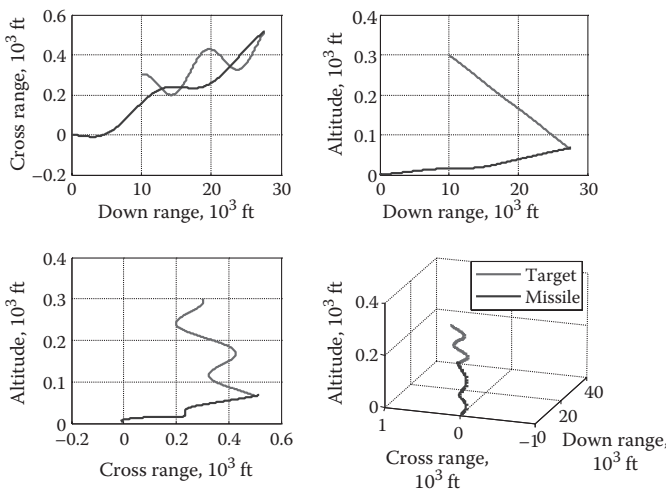 0.6
0.4
0.2
0
−0.2
Cross range, 10³ ft
0 10 20 30
Down range, 10³ ft
0.4
0.3
0.2
0.1
0
Altitude, 10³ ft
0 10 20 30
Down range, 10³ ft
0.4
0.3
0.2
0.1
0
Altitude, 10³ ft
−0.2 0 0.2 0.4 0.6
Cross range, 10³ ft
Target
Missile
0.4
0.2
0
Altitude, 10³ ft
1 0 −1
Cross range,
10³ ft
0 20 40
Down range,
10³ ft